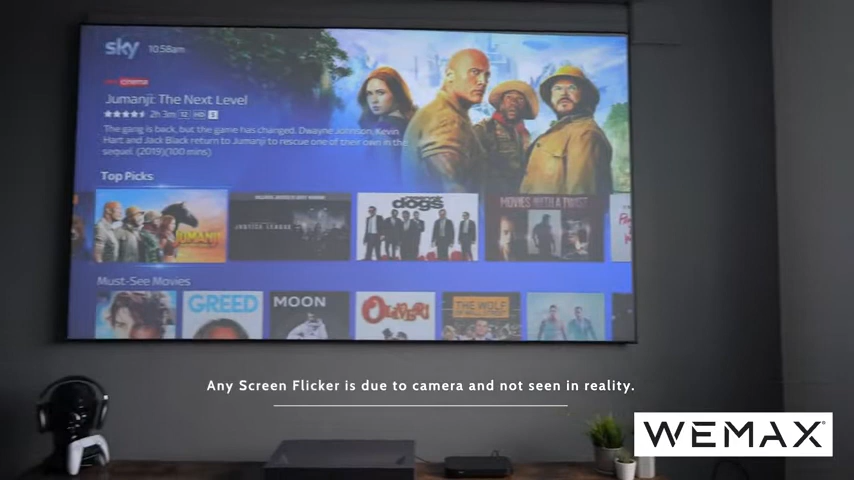 sky 10:58am
cinema
Jumanji: The Next Level
2h 3m 12 HD
The gang is back, but the game has changed. Dwayne Johnson, Kevin
Hart and Jack Black return to Jumanji to rescue one of their own in the
sequel. (2019)(100 mins)
Top Picks
JUMANJI
JUSTICE LEAGUE
dogs
MOVIES WITH A TWIST
Must-See Movies
GREED
MOON
OLIVER!
THE WOLF
Any Screen Flicker is due to camera and not seen in reality.
WEMAX